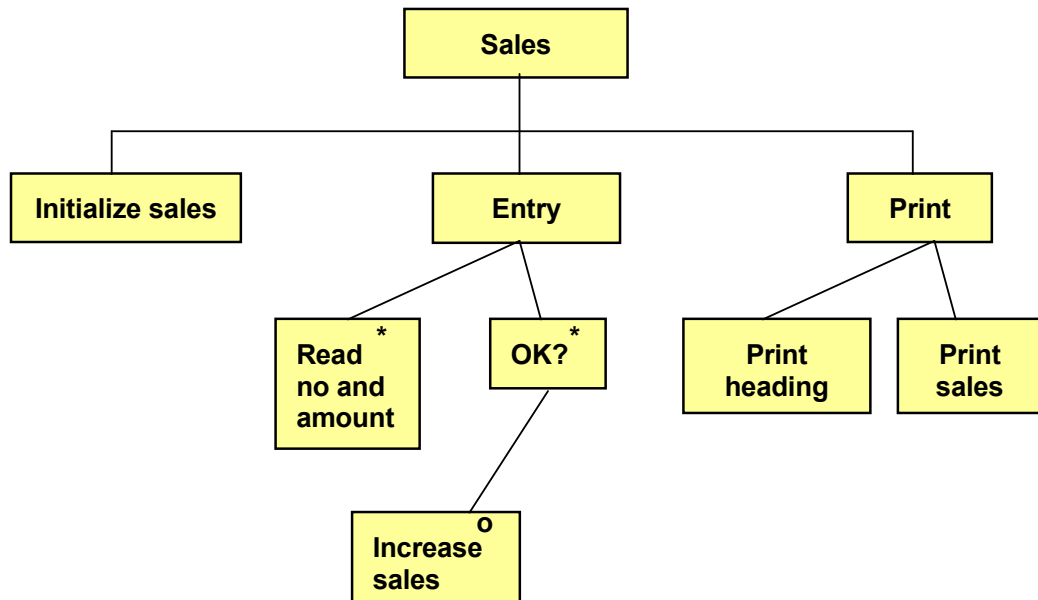 Sales
Initialize sales
Entry
Print
*
Read
no and
amount
*
OK?
Print
heading
Print
sales
o
Increase
sales